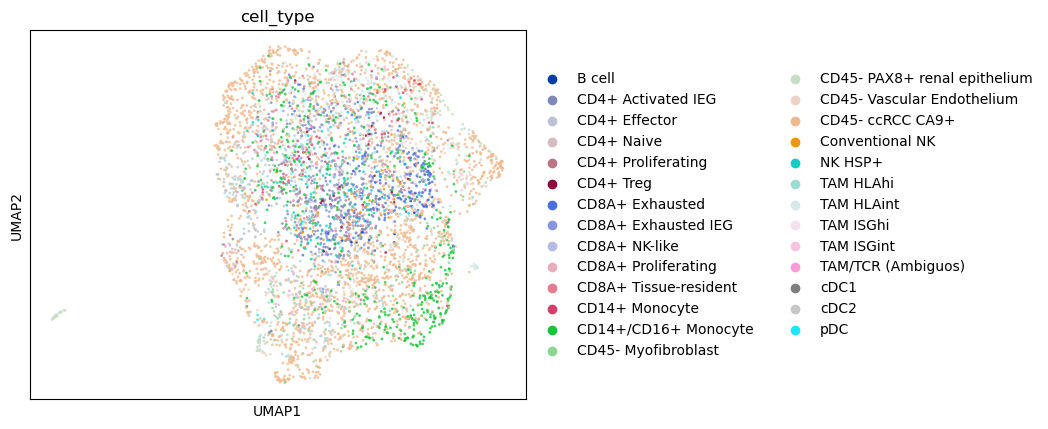 cell_type
UMAP2
UMAP1
B cell
CD4+ Activated IEG
CD4+ Effector
CD4+ Naive
CD4+ Proliferating
CD4+ Treg
CD8A+ Exhausted
CD8A+ Exhausted IEG
CD8A+ NK-like
CD8A+ Proliferating
CD8A+ Tissue-resident
CD14+ Monocyte
CD14+/CD16+ Monocyte
CD45- Myofibroblast
CD45- PAX8+ renal epithelium
CD45- Vascular Endothelium
CD45- ccRCC CA9+
Conventional NK
NK HSP+
TAM HLAhi
TAM HLAint
TAM ISGhi
TAM ISGint
TAM/TCR (Ambiguos)
cDC1
cDC2
pDC